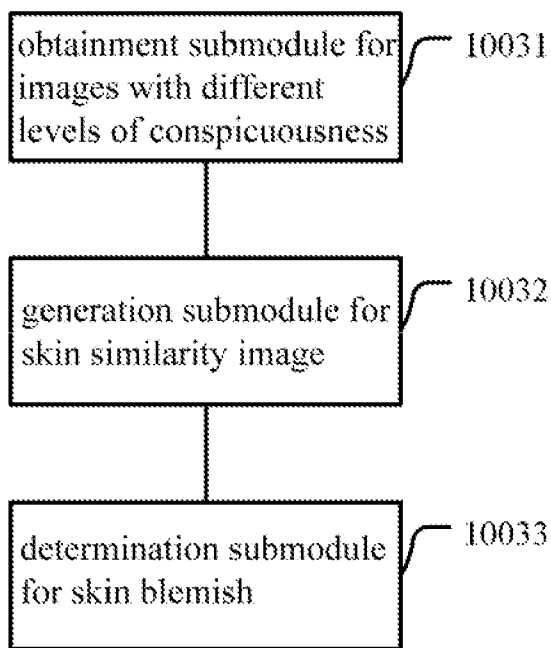 obtainment submodule for
images with different
levels of conspicuousness
10031
generation submodule for
skin similarity image
10032
determination submodule
for skin blemish
10033